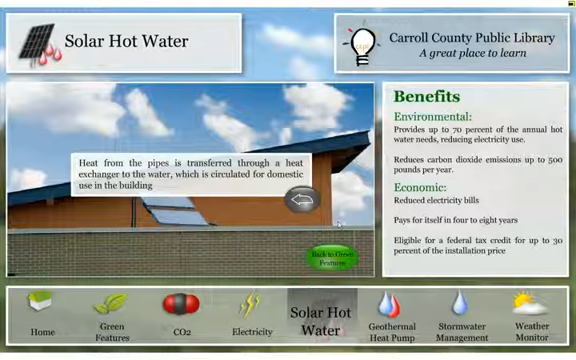 Solar Hot Water
Carroll County Public Library
A great place to learn
Heat from the pipes is transferred through a heat
exchanger to the water, which is circulated for domestic
use in the building
Back to Green
Features
Benefits
Environmental:
Provides up to 70 percent of the annual hot
water needs, reducing electricity use.
Reduces carbon dioxide emissions up to 500
pounds per year.
Economic:
Reduced electricity bills
Pays for itself in four to eight years
Eligible for a federal tax credit for up to 30
percent of the installation price
Home
Green
Features
CO2
Electricity
Solar Hot
Water
Geothermal
Heat Pump
Stormwater
Management
Weather
Monitor